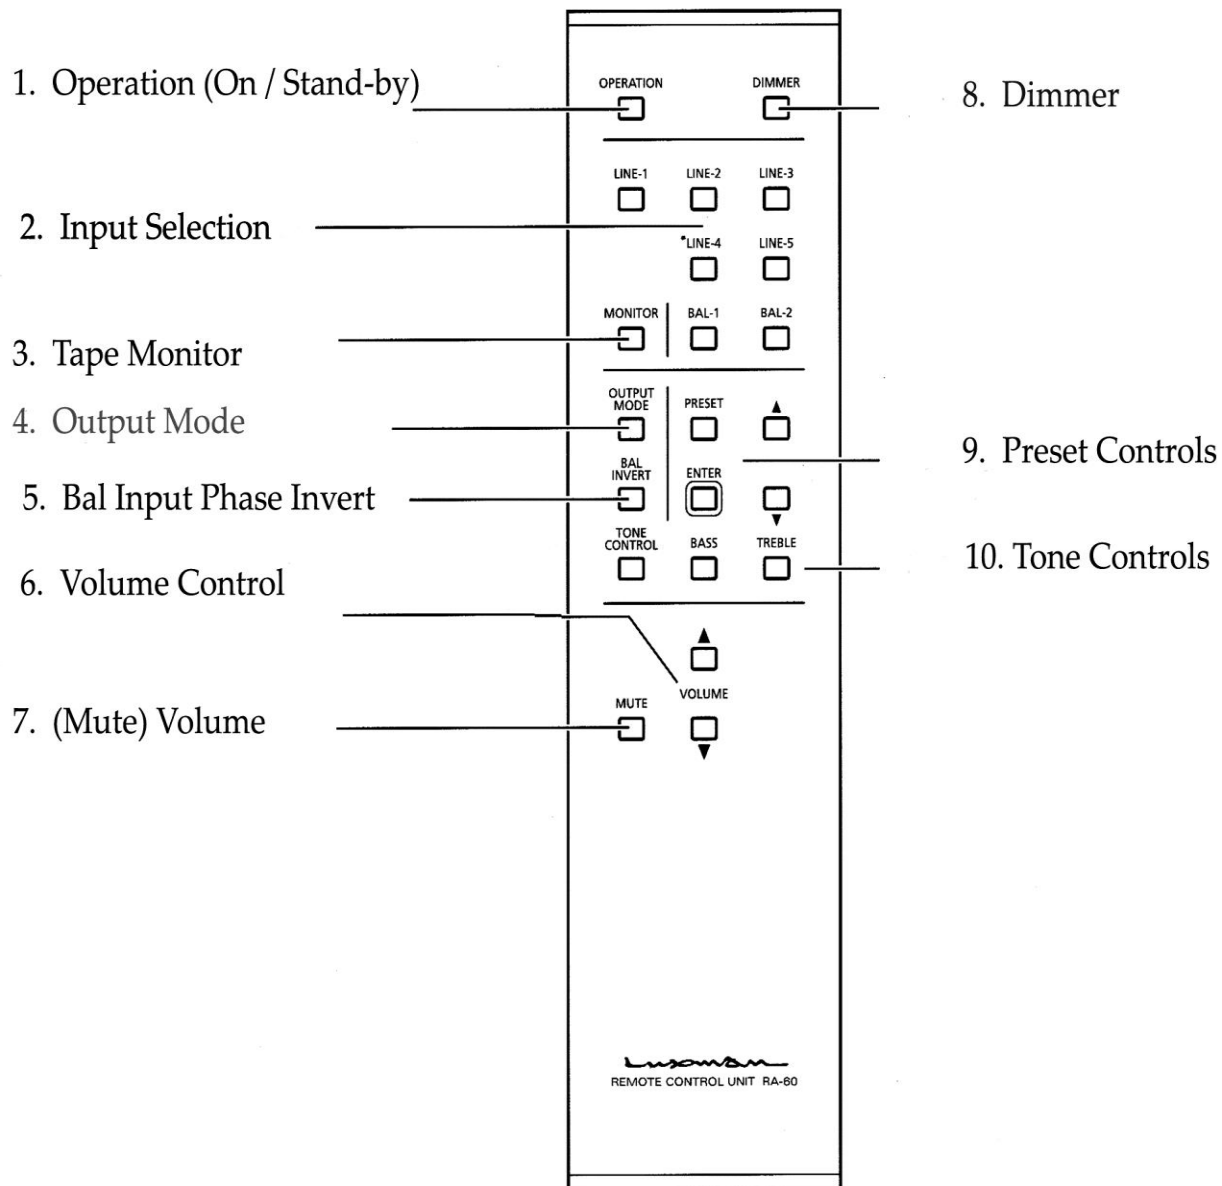 1. Operation (On / Stand-by)
OPERATION
DIMMER
8. Dimmer
LINE-1
LINE-2
LINE-3
2. Input Selection
LINE-4
LINE-5
MONITOR
BAL-1
BAL-2
3. Tape Monitor
OUTPUT
MODE
PRESET
▲
4. Output Mode
9. Preset Controls
BAL
INVERT
ENTER
▼
5. Bal Input Phase Invert
TONE
CONTROL
BASS
TREBLE
10. Tone Controls
6. Volume Control
▲
VOLUME
MUTE
▼
7. (Mute) Volume
Luxman
REMOTE CONTROL UNIT RA-60